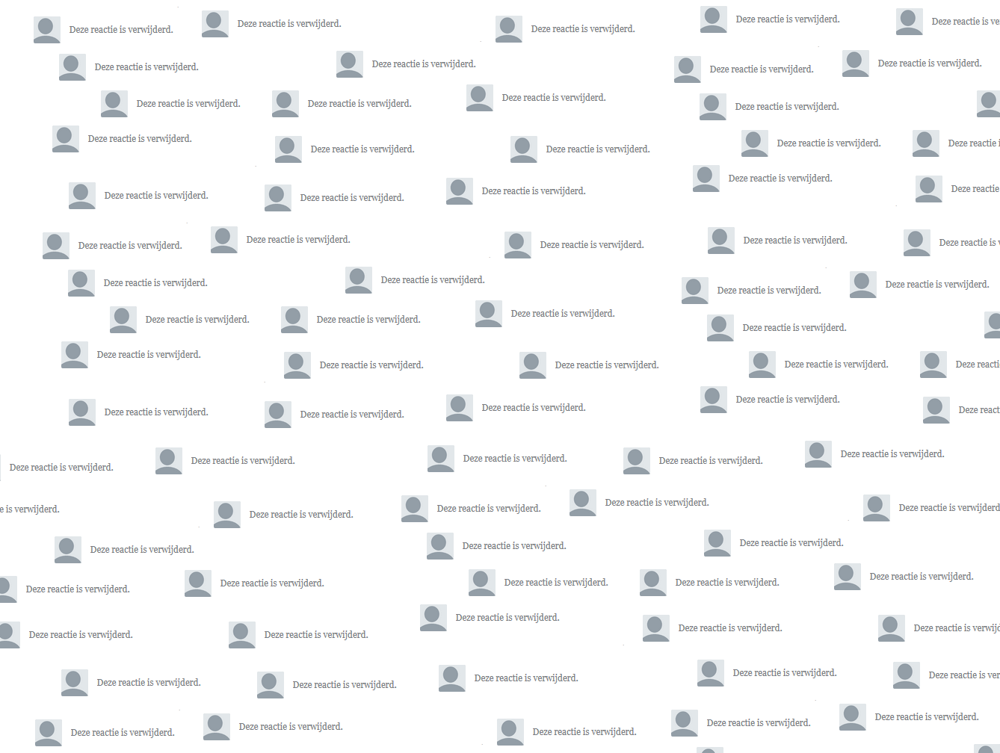 Deze reactie is verwijderd. Deze reactie is verwijderd. Deze reactie is verwijderd. Deze reactie is verwijderd. Deze reactie is ve
Deze reactie is verwijderd. Deze reactie is verwijderd. Deze reactie is verwijderd. Deze reactie is verwijderd.
Deze reactie is verwijderd. Deze reactie is verwijderd. Deze reactie is verwijderd. Deze reactie is verwijderd.
Deze reactie is verwijderd. Deze reactie is verwijderd. Deze reactie is verwijderd. Deze reactie is verwijderd. Deze reactie i
Deze reactie is verwijderd. Deze reactie is verwijderd. Deze reactie is verwijderd. Deze reactie is verwijderd. Deze reactie
Deze reactie is verwijderd. Deze reactie is verwijderd. Deze reactie is verwijderd. Deze reactie is verwijderd. Deze reactie is v
Deze reactie is verwijderd. Deze reactie is verwijderd. Deze reactie is verwijderd. Deze reactie is verwijderd.
Deze reactie is verwijderd. Deze reactie is verwijderd. Deze reactie is verwijderd. Deze reactie is verwijderd.
Deze reactie is verwijderd. Deze reactie is verwijderd. Deze reactie is verwijderd. Deze reactie is verwijderd. Deze reacti
Deze reactie is verwijderd. Deze reactie is verwijderd. Deze reactie is verwijderd. Deze reactie is verwijderd. Deze react
Deze reactie is verwijderd. Deze reactie is verwijderd. Deze reactie is verwijderd. Deze reactie is verwijderd. Deze reactie is verwijderd.
e is verwijderd. Deze reactie is verwijderd. Deze reactie is verwijderd. Deze reactie is verwijderd. Deze reactie is verwijderd
Deze reactie is verwijderd. Deze reactie is verwijderd. Deze reactie is verwijderd.
Deze reactie is verwijderd. Deze reactie is verwijderd. Deze reactie is verwijderd. Deze reactie is verwijderd. Deze reactie is verwijderd.
Deze reactie is verwijderd.
Deze reactie is verwijderd. Deze reactie is verwijderd. Deze reactie is verwijderd. Deze reactie is verwijd
Deze reactie is verwijderd. Deze reactie is verwijderd. Deze reactie is verwijderd. Deze reactie is verwijderd. Deze reactie is ver
Deze reactie is verwijderd. Deze reactie is verwijderd. Deze reactie is verwijderd. Deze reactie is verwijderd. Deze reactie is verwijderd.